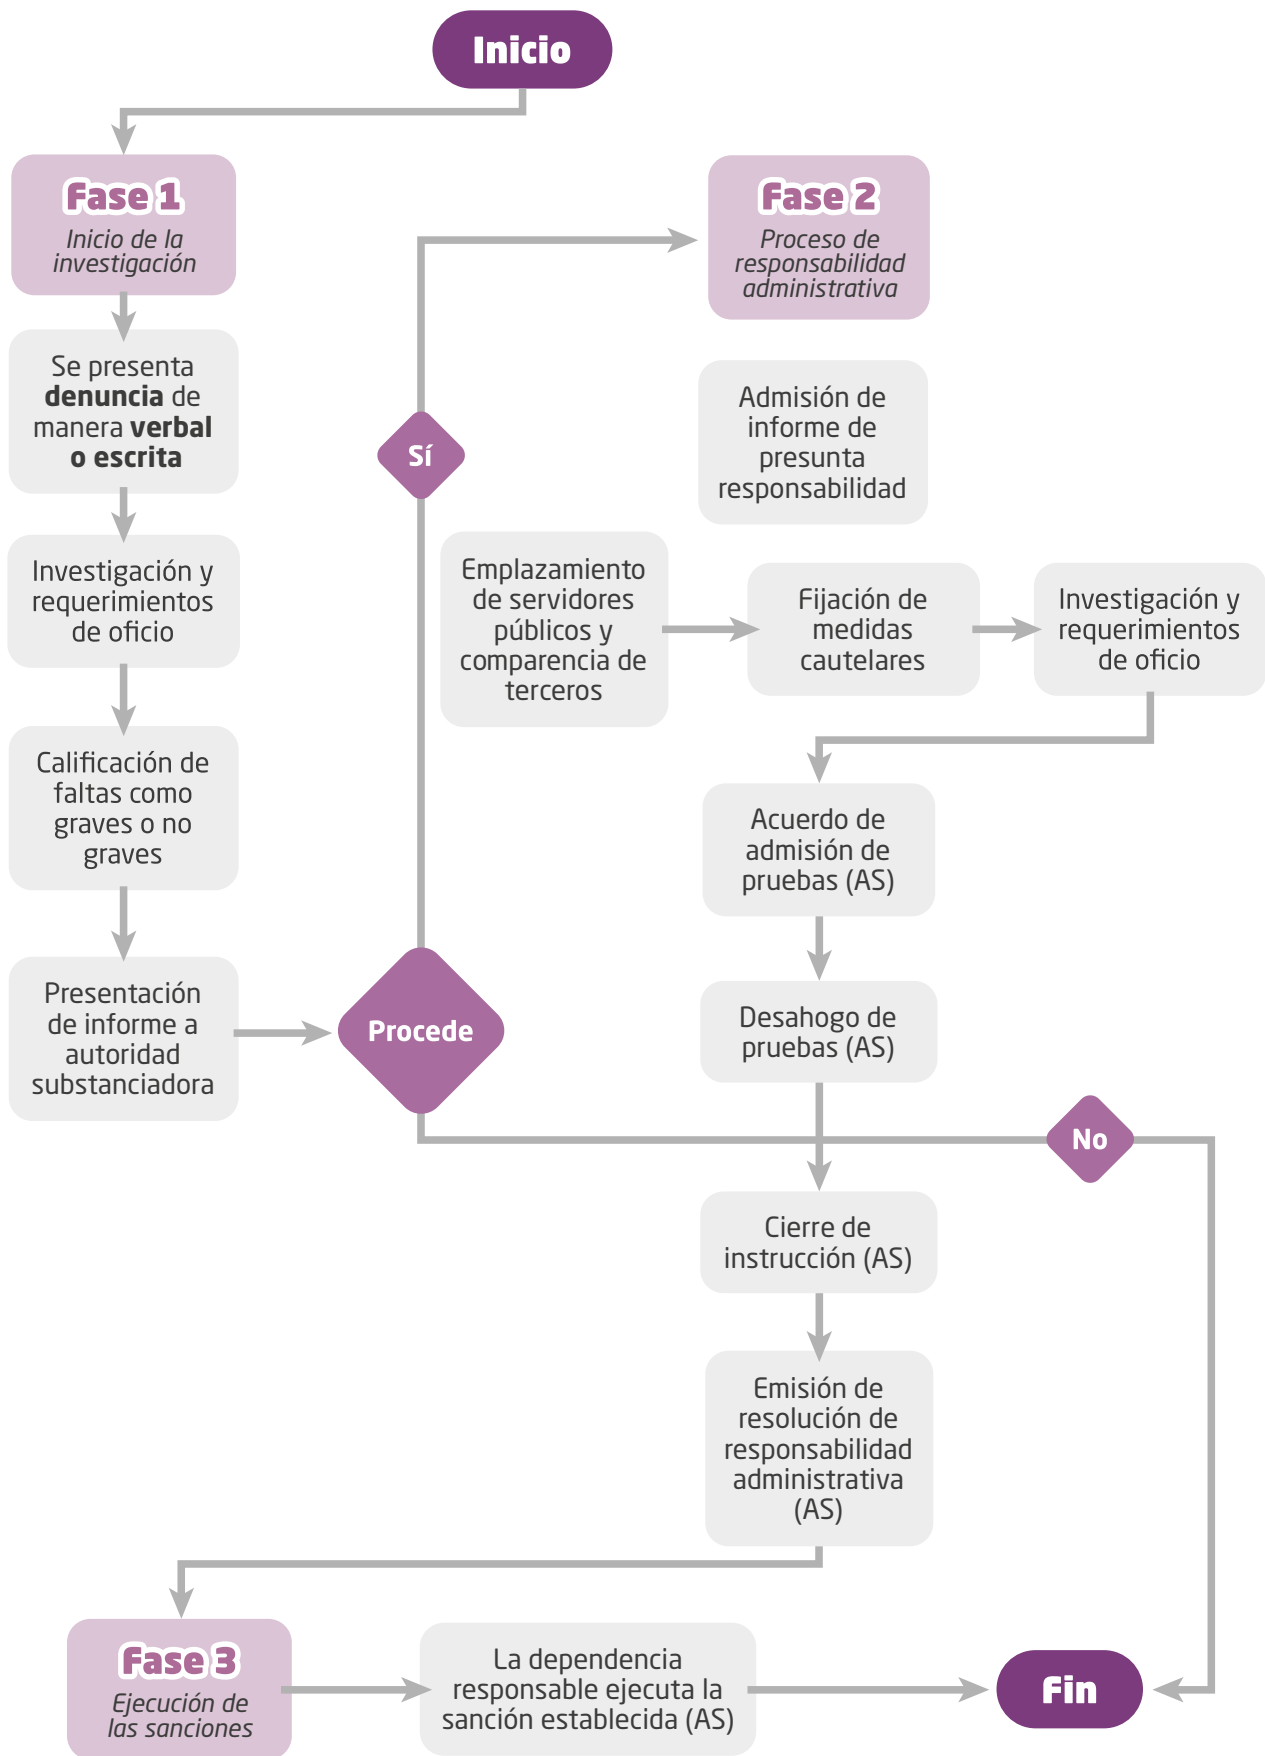 Inicio
Fase 1
Inicio de la
investigación
Se presenta
denuncia de
manera verbal
o escrita
Investigación y
requerimientos
de oficio
Calificación de
faltas como
graves o no
graves
Presentación
de informe a
autoridad
substanciadora
Procede
Sí
No
Fase 2
Proceso de
responsabilidad
administrativa
Admisión de
informe de
presunta
responsabilidad
Emplazamiento
de servidores
públicos y
comparencia de
terceros
Fijación de
medidas
cautelares
Investigación y
requerimientos
de oficio
Acuerdo de
admisión de
pruebas (AS)
Desahogo de
pruebas (AS)
Cierre de
instrucción (AS)
Emisión de
resolución de
responsabilidad
administrativa
(AS)
Fase 3
Ejecución de
las sanciones
La dependencia
responsable ejecuta la
sanción establecida (AS)
Fin